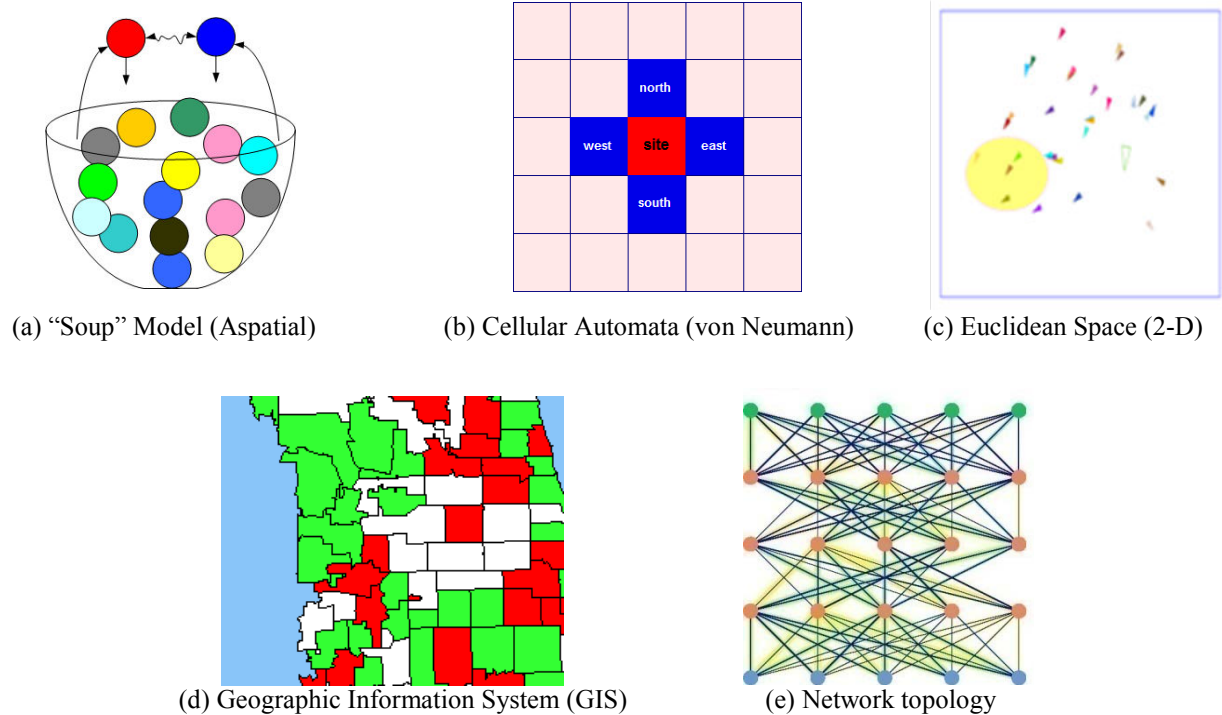 north
west
site
east
south
(a) “Soup” Model (Aspatial)
(b) Cellular Automata (von Neumann)
(c) Euclidean Space (2-D)
(d) Geographic Information System (GIS)
(e) Network topology